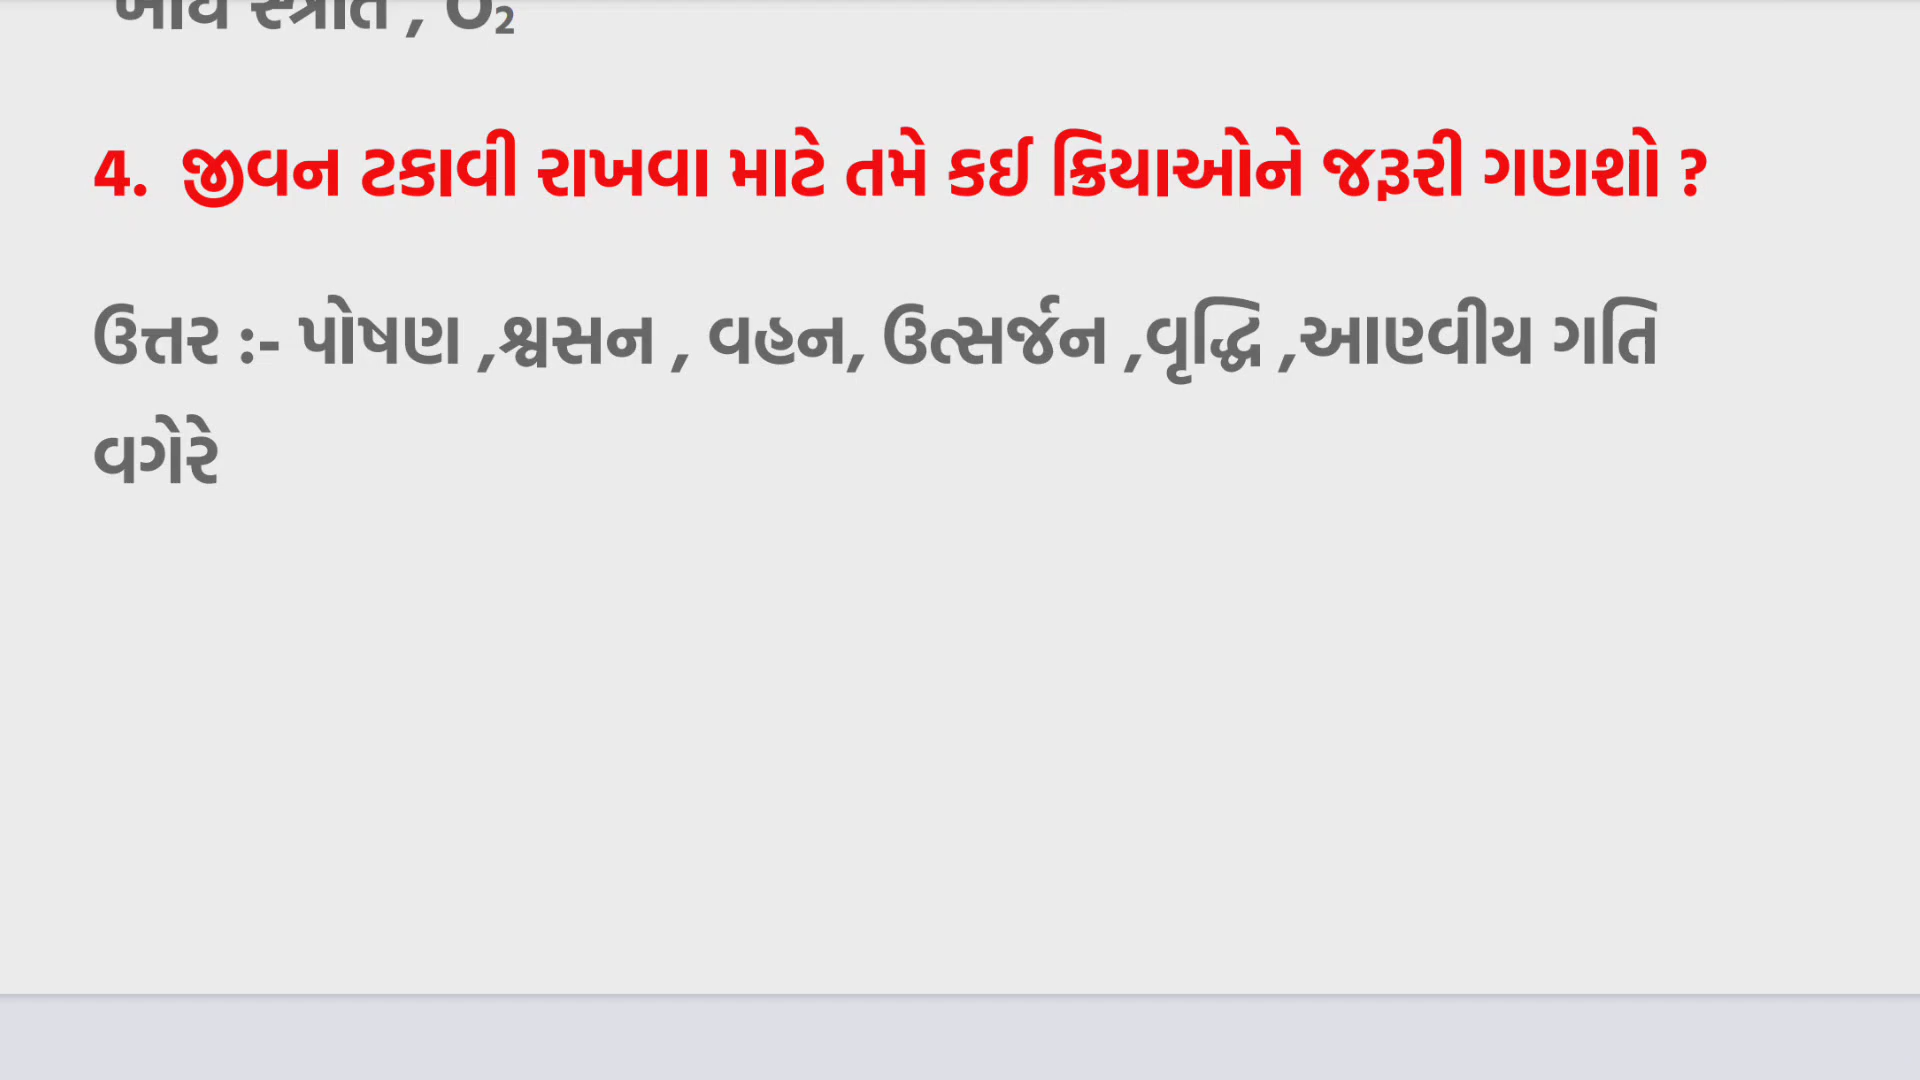 ખાદ્ય સ્ત્રોત , O₂
4. જીવન ટકાવી રાખવા માટે તમે કઈ ક્રિયાઓને જરૂરી ગણશો ?
ઉત્તર :- પોષણ ,શ્વસન , વહન, ઉત્સર્જન ,વૃદ્ધિ ,આણ્વીય ગતિ
વગેરે